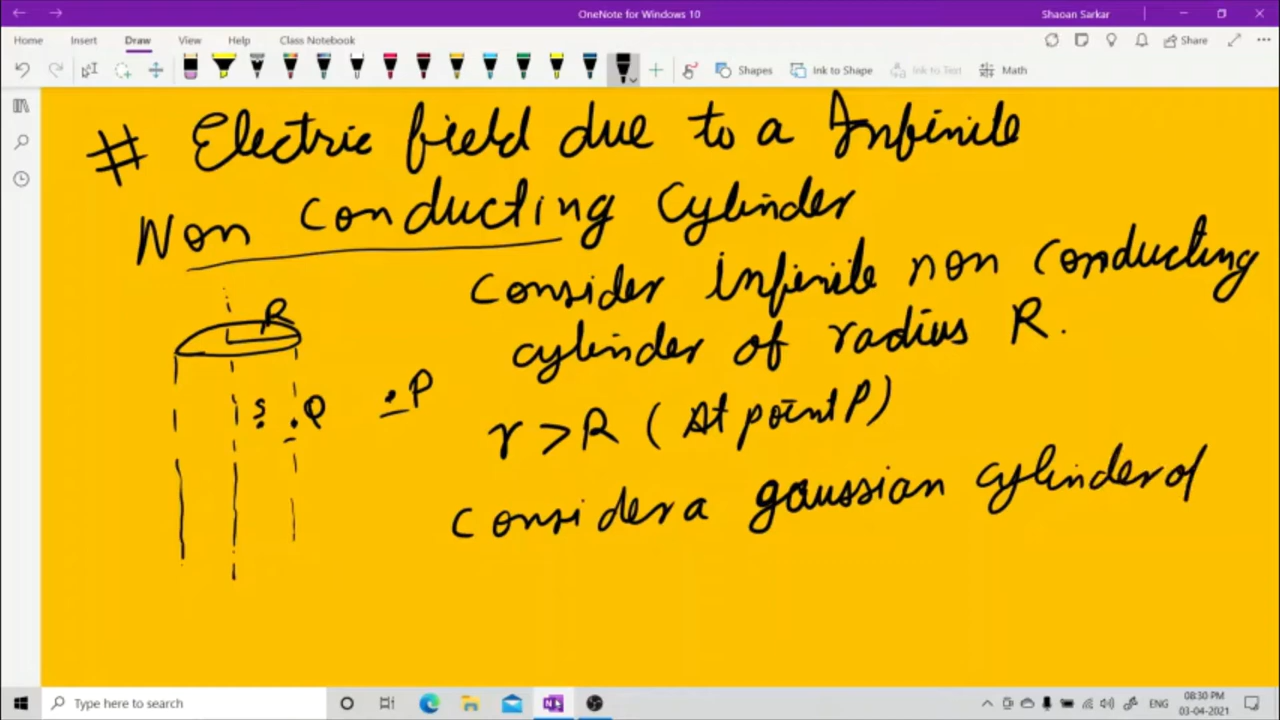 OneNote for Windows 10
Shaoan Sarkar
Home Insert Draw View Help Class Notebook
Share
Shapes Ink to Shape Ink to Text Math
# Electric field due to a Infinite
Non conducting cylinder
Consider infinite non conducting
cylinder of radius R.
R
S Q P
r > R (At point P)
Consider a gaussian cylinder of
Type here to search
ENG
08:30 PM
03-04-2021